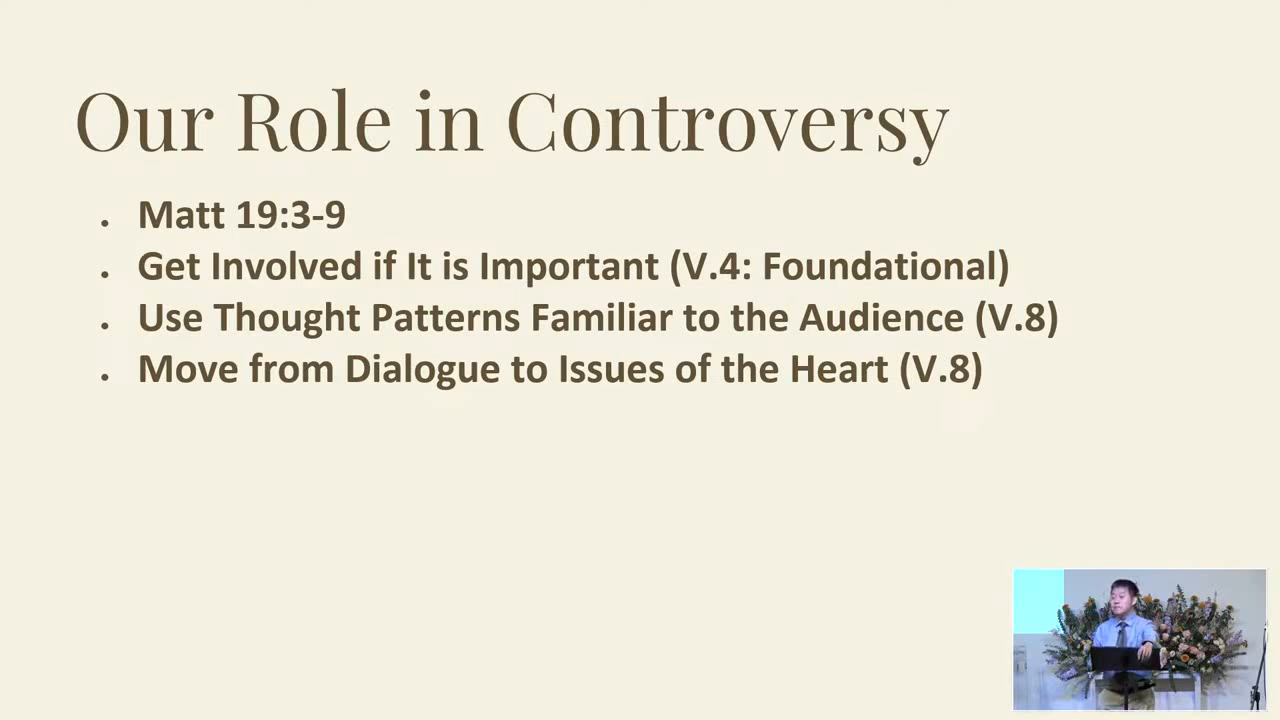 Our Role in Controversy
Matt 19:3-9
Get Involved if It is Important (V.4: Foundational)
Use Thought Patterns Familiar to the Audience (V.8)
Move from Dialogue to Issues of the Heart (V.8)